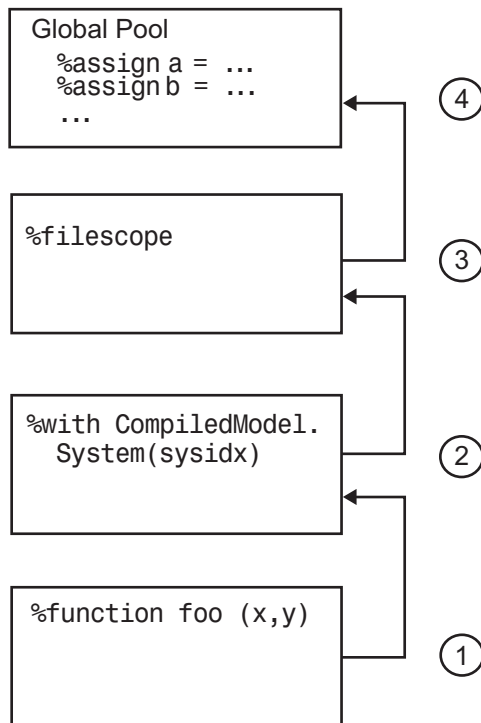 Global Pool
%assign a = ...
%assign b = ...
...
4
%filescope
3
%with CompiledModel.
System(sysidx)
2
%function foo (x,y)
1